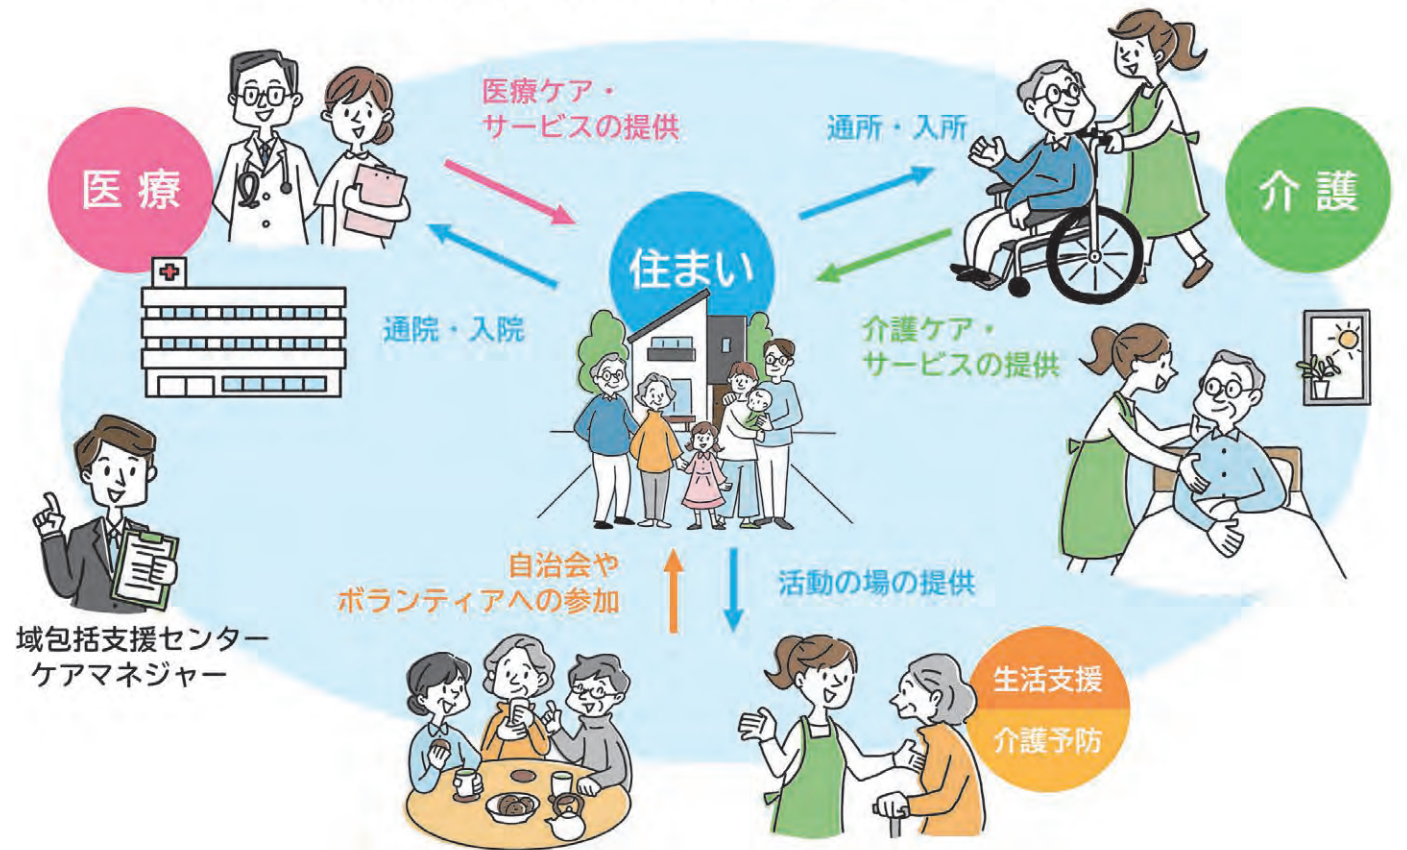 医療
医療ケア・
サービスの提供
通所・入所
介護
住まい
通院・入院
介護ケア・
サービスの提供
自治会や
ボランティアへの参加
活動の場の提供
域包括支援センター
ケアマネジャー
生活支援
介護予防